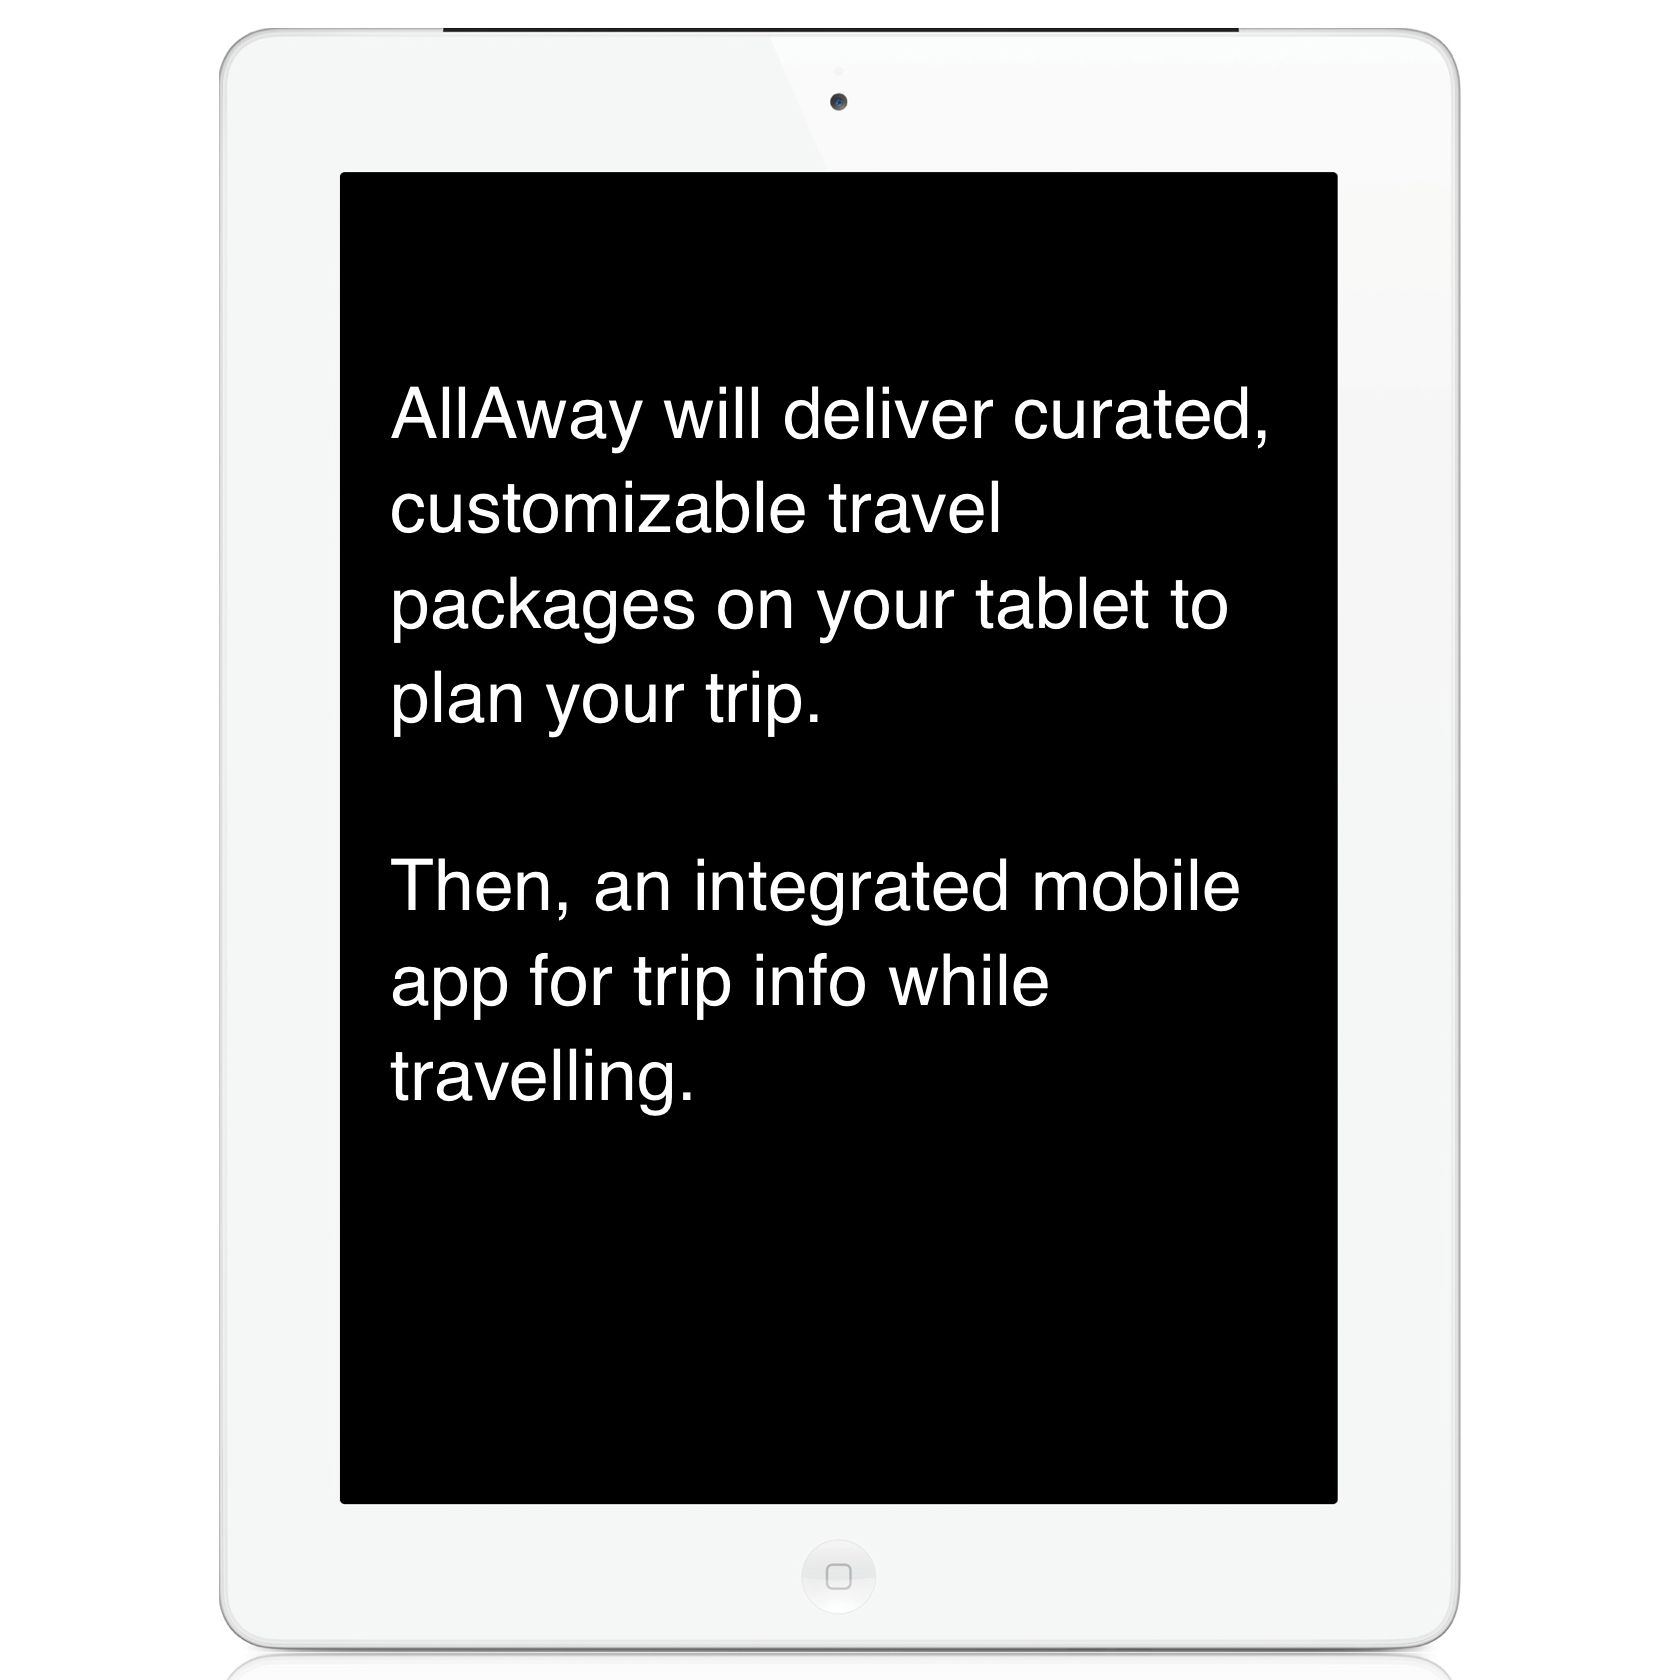 AllAway will deliver curated,
customizable travel
packages on your tablet to
plan your trip.
Then, an integrated mobile
app for trip info while
travelling.